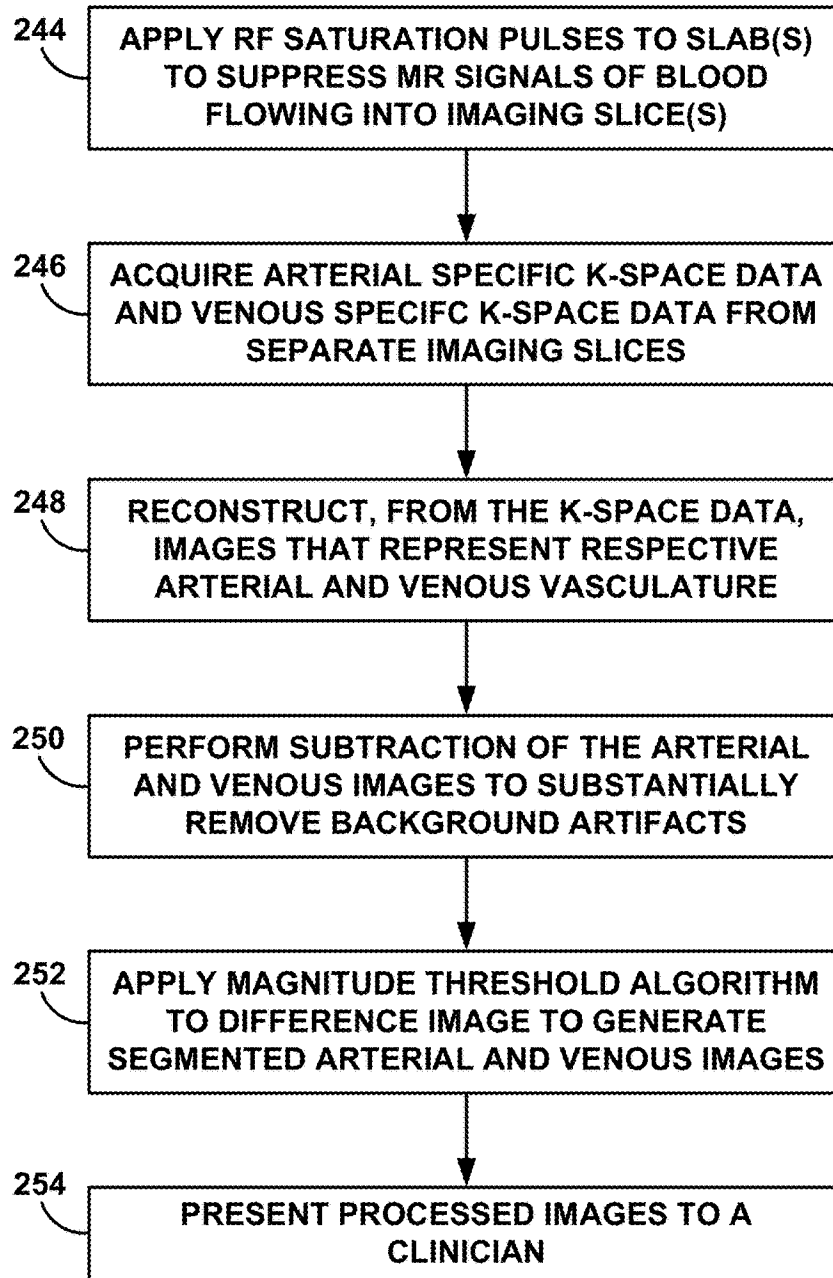 244
APPLY RF SATURATION PULSES TO SLAB(S)
TO SUPPRESS MR SIGNALS OF BLOOD
FLOWING INTO IMAGING SLICE(S)
246
ACQUIRE ARTERIAL SPECIFIC K-SPACE DATA
AND VENOUS SPECIFC K-SPACE DATA FROM
SEPARATE IMAGING SLICES
248
RECONSTRUCT, FROM THE K-SPACE DATA,
IMAGES THAT REPRESENT RESPECTIVE
ARTERIAL AND VENOUS VASCULATURE
250
PERFORM SUBTRACTION OF THE ARTERIAL
AND VENOUS IMAGES TO SUBSTANTIALLY
REMOVE BACKGROUND ARTIFACTS
252
APPLY MAGNITUDE THRESHOLD ALGORITHM
TO DIFFERENCE IMAGE TO GENERATE
SEGMENTED ARTERIAL AND VENOUS IMAGES
254
PRESENT PROCESSED IMAGES TO A
CLINICIAN